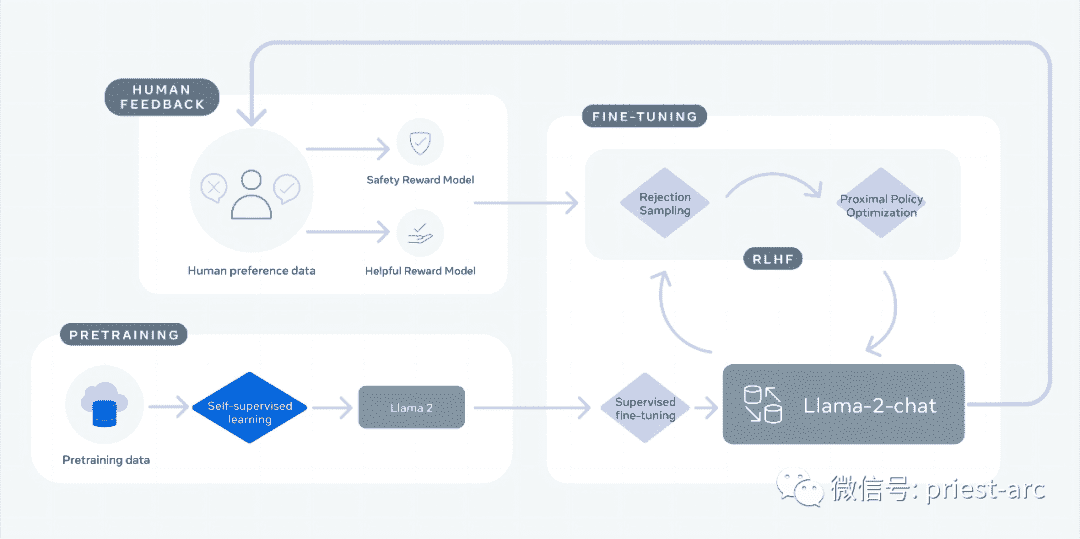 HUMAN
FEEDBACK
Safety Reward Model
Human preference data
Helpful Reward Model
FINE-TUNING
Rejection
Sampling
Proximal Policy
Optimization
RLHF
PRETRAINING
Self-supervised
learning
Llama 2
Pretraining data
Supervised
fine-tuning
Llama-2-chat
微信号: priest-arc